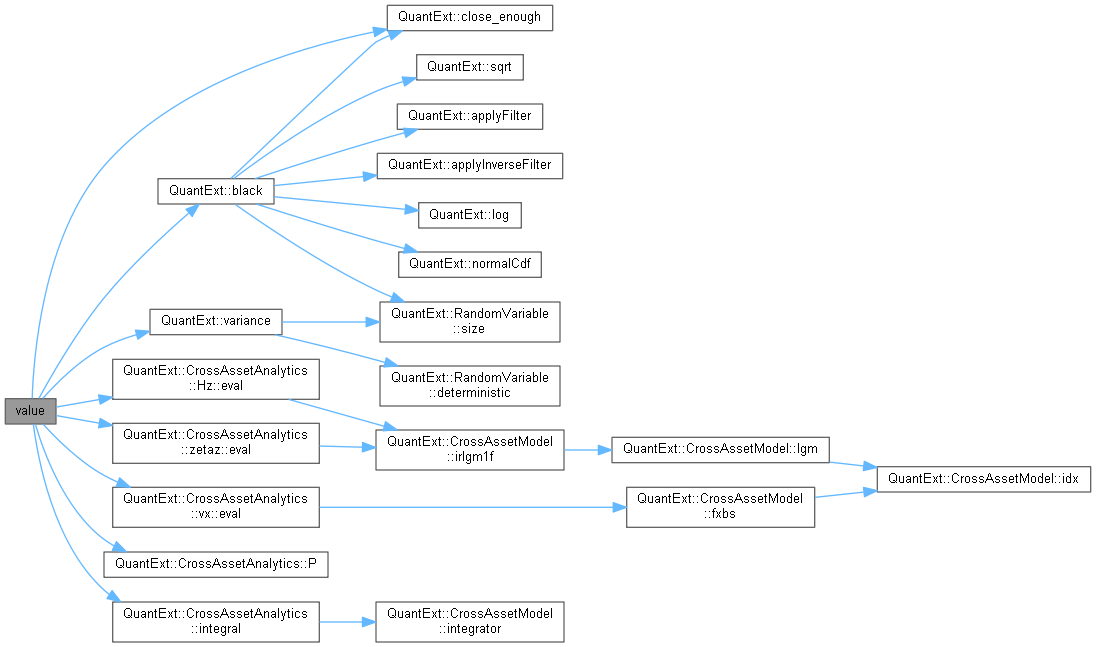 QuantExt::close_enough
QuantExt::sqrt
QuantExt::applyFilter
QuantExt::applyInverseFilter
QuantExt::black
QuantExt::log
QuantExt::normalCdf
QuantExt::RandomVariable
::size
QuantExt::variance
QuantExt::RandomVariable
::deterministic
QuantExt::CrossAssetAnalytics
::Hz::eval
value
QuantExt::CrossAssetAnalytics
::zetaz::eval
QuantExt::CrossAssetModel
::irlgm1f
QuantExt::CrossAssetModel::lgm
QuantExt::CrossAssetModel::idx
QuantExt::CrossAssetAnalytics
::vx::eval
QuantExt::CrossAssetModel
::fxbs
QuantExt::CrossAssetAnalytics::P
QuantExt::CrossAssetAnalytics
::integral
QuantExt::CrossAssetModel
::integrator